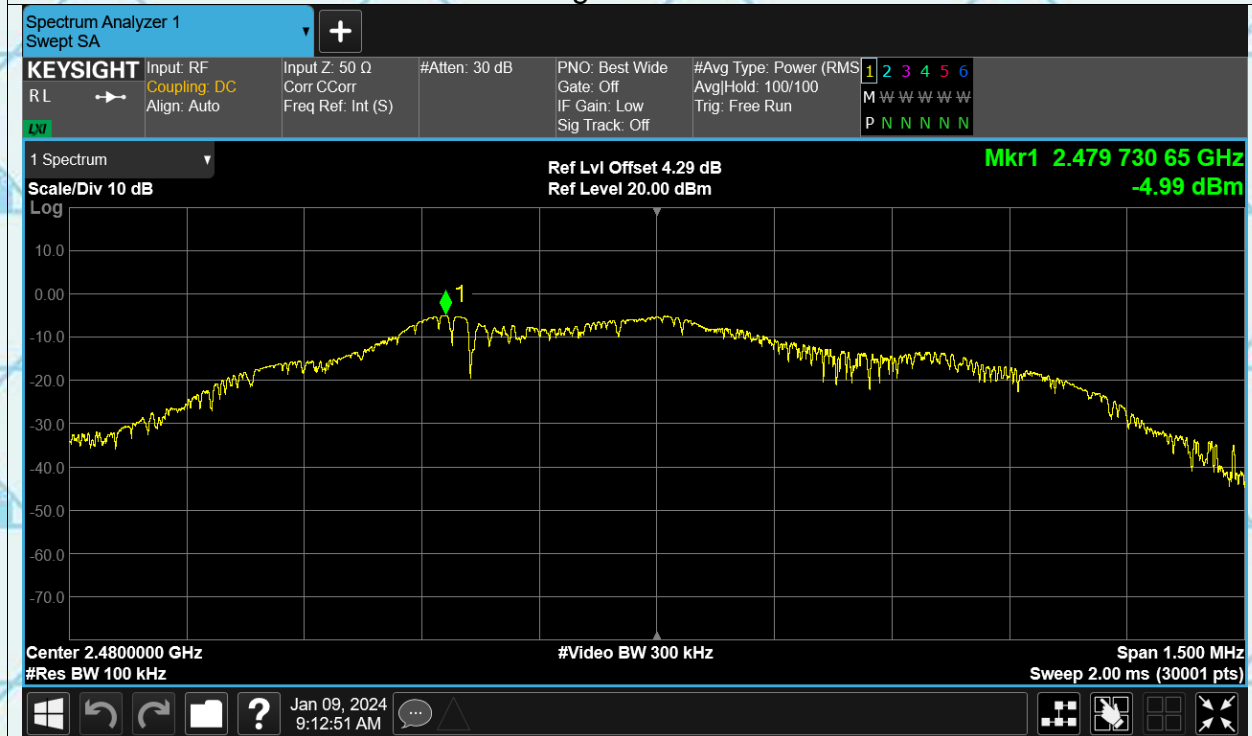 Spectrum Analyzer 1
Swept SA
KEYSIGHT
R L
LXI
Input: RF
Coupling: DC
Align: Auto
Input Z: 50 Ω
Corr CCorr
Freq Ref: Int (S)
#Atten: 30 dB
PNO: Best Wide
Gate: Off
IF Gain: Low
Sig Track: Off
#Avg Type: Power (RMS
Avg|Hold: 100/100
Trig: Free Run
1 2 3 4 5 6
M W W W W W
P N N N N N
1 Spectrum
Scale/Div 10 dB
Log
Ref Lvl Offset 4.29 dB
Ref Level 20.00 dBm
Mkr1 2.479 730 65 GHz
-4.99 dBm
1
10.0
0.00
-10.0
-20.0
-30.0
-40.0
-50.0
-60.0
-70.0
Center 2.4800000 GHz
#Res BW 100 kHz
#Video BW 300 kHz
Span 1.500 MHz
Sweep 2.00 ms (30001 pts)
?
Jan 09, 2024
9:12:51 AM